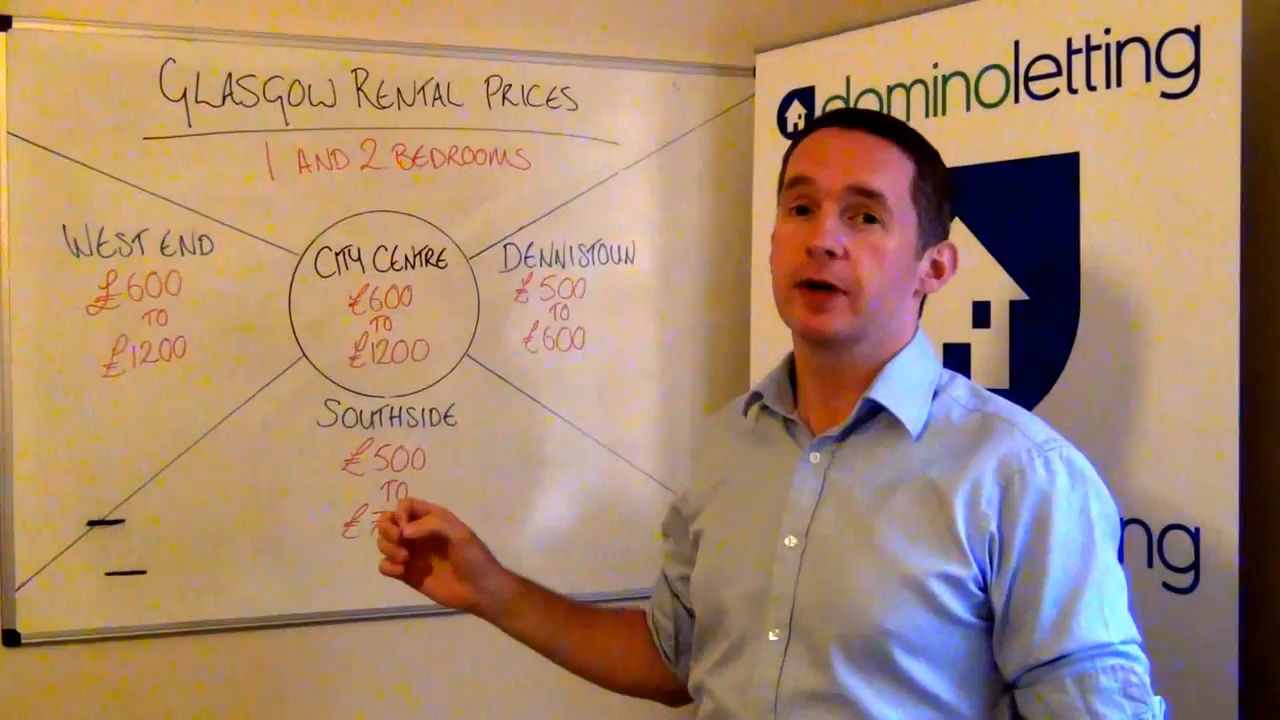 GLASGOW RENTAL PRICES
1 AND 2 BEDROOMS
WEST END
£600
TO
£1200
CITY CENTRE
£600
TO
£1200
DENNISTOUN
£500
TO
£600
SOUTHSIDE
£500
TO
dominoletting
ng